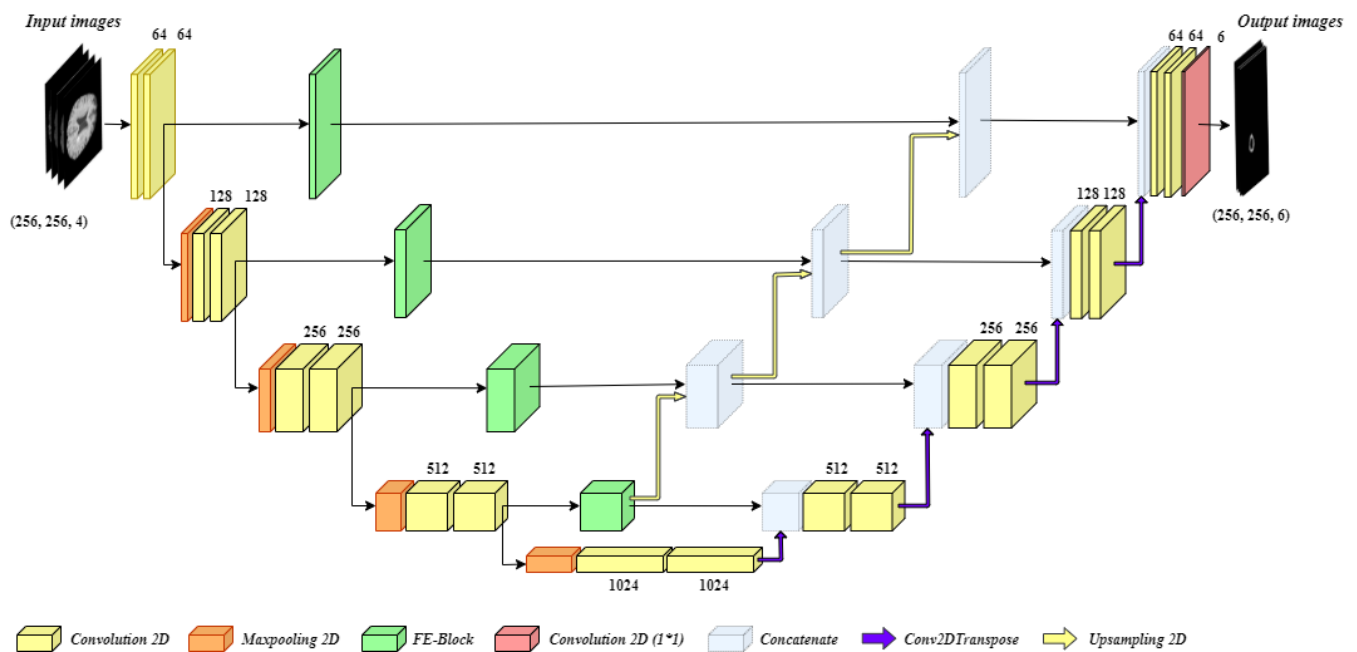 Input images
Output images
64 64
64 64 6
(256, 256, 4)
(256, 256, 6)
128 128
128 128
256 256
256 256
512 512
512 512
1024 1024
Convolution 2D
Maxpooling 2D
FE-Block
Convolution 2D (1*1)
Concatenate
Conv2DTranspose
Upsampling 2D